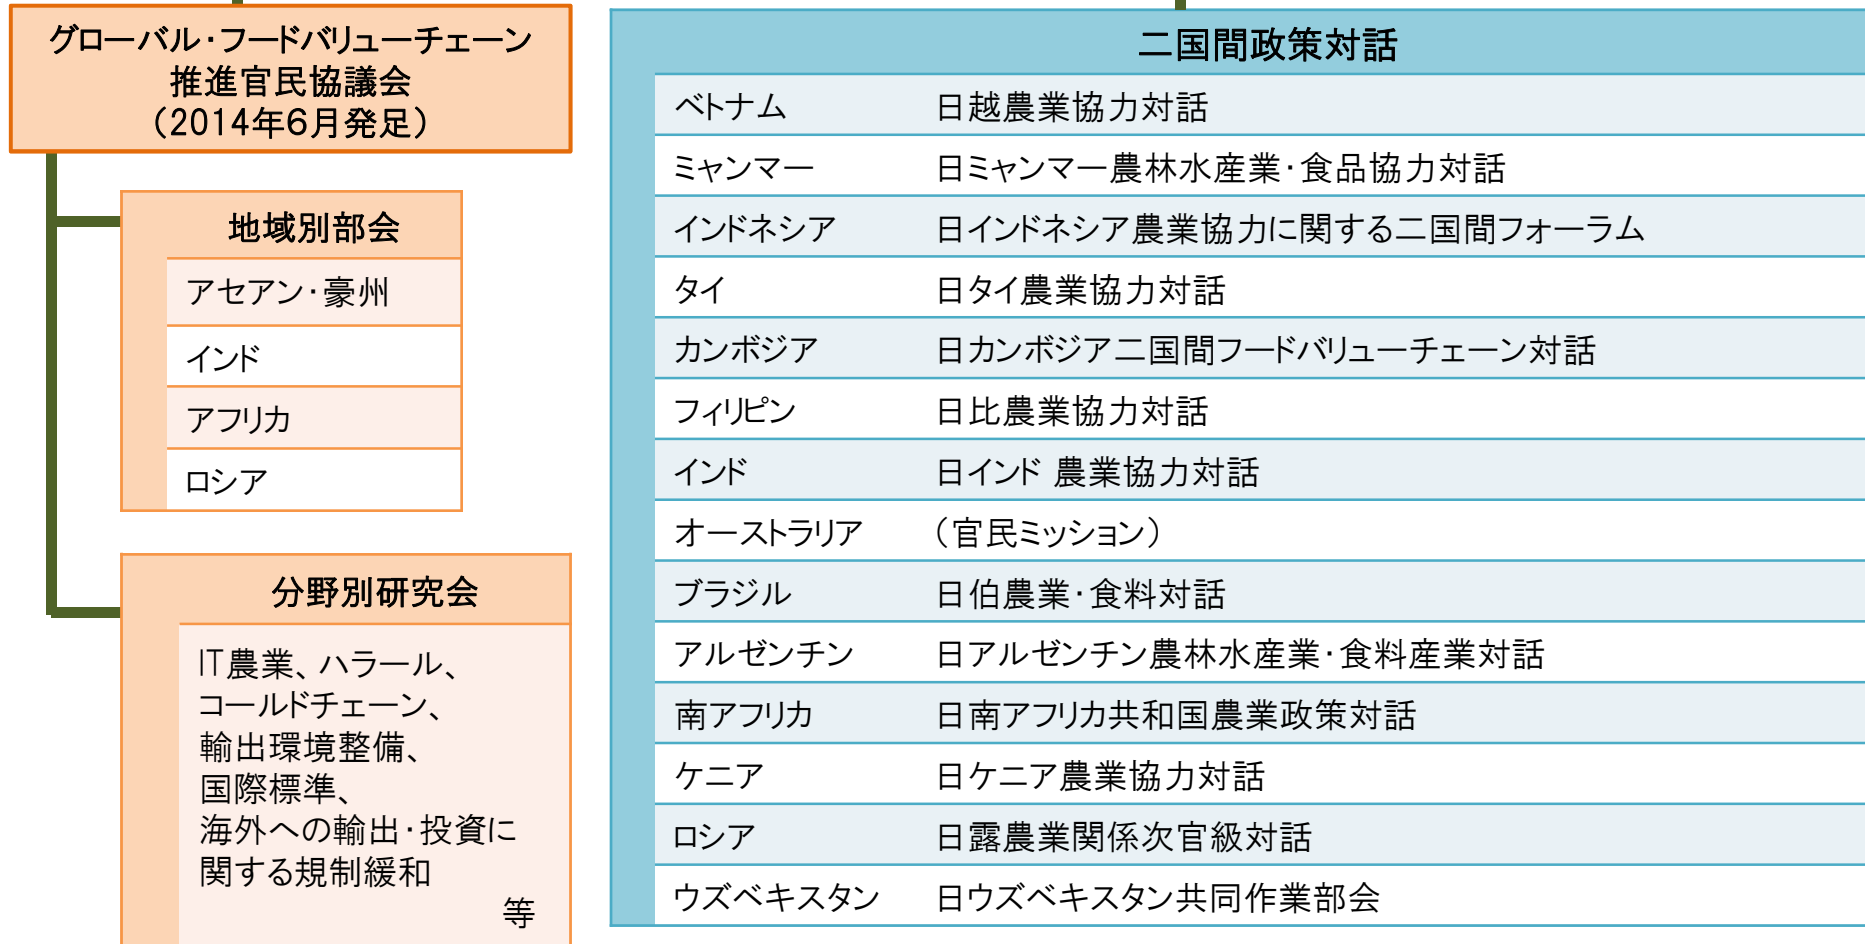 グローバル・フードバリューチェーン
推進官民協議会
（2014年6月発足）
地域別部会
アセアン・豪州
インド
アフリカ
ロシア
分野別研究会
IT農業、ハラール、
コールドチェーン、
輸出環境整備、
国際標準、
海外への輸出・投資に
関する規制緩和
等
二国間政策対話
ベトナム 日越農業協力対話
ミャンマー 日ミャンマー農林水産業・食品協力対話
インドネシア 日インドネシア農業協力に関する二国間フォーラム
タイ 日タイ農業協力対話
カンボジア 日カンボジア二国間フードバリューチェーン対話
フィリピン 日比農業協力対話
インド 日インド 農業協力対話
オーストラリア （官民ミッション）
ブラジル 日伯農業・食料対話
アルゼンチン 日アルゼンチン農林水産業・食料産業対話
南アフリカ 日南アフリカ共和国農業政策対話
ケニア 日ケニア農業協力対話
ロシア 日露農業関係次官級対話
ウズベキスタン 日ウズベキスタン共同作業部会